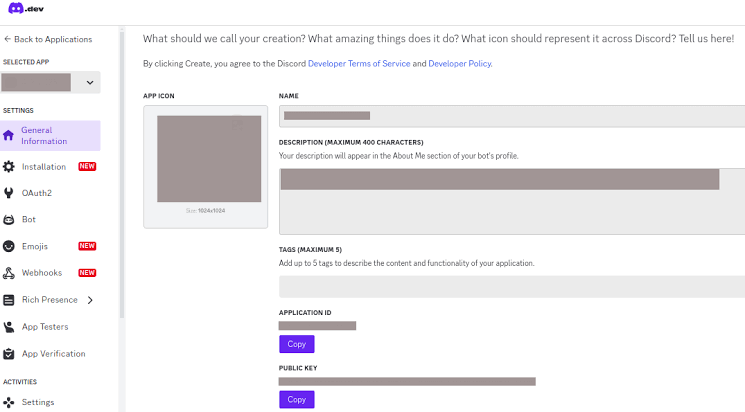 .dev
← Back to Applications
SELECTED APP
SETTINGS
General
Information
Installation NEW
OAuth2
Bot
Emojis NEW
Webhooks NEW
Rich Presence
App Testers
App Verification
ACTIVITIES
Settings
What should we call your creation? What amazing things does it do? What icon should represent it across Discord? Tell us here!
By clicking Create, you agree to the Discord Developer Terms of Service and Developer Policy.
APP ICON
Size: 1024x1024
NAME
DESCRIPTION (MAXIMUM 400 CHARACTERS)
Your description will appear in the About Me section of your bot's profile.
TAGS (MAXIMUM 5)
Add up to 5 tags to describe the content and functionality of your application.
APPLICATION ID
Copy
PUBLIC KEY
Copy